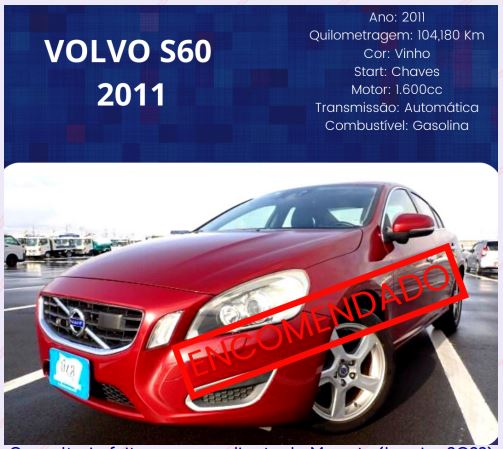 VOLVO S60
2011
Ano: 2011
Quilometragem: 104,180 Km
Cor: Vinho
Start: Chaves
Motor: 1.600cc
Transmissão: Automática
Combustível: Gasolina
ENCOMENDADO